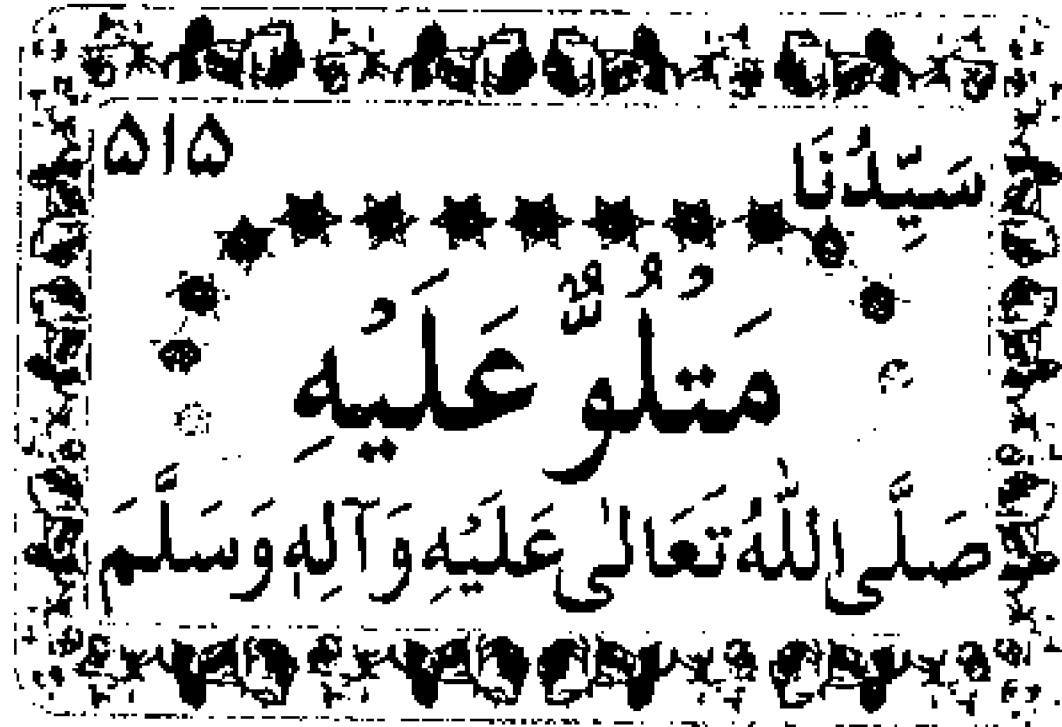 سَيِّدُنَا ۵۱۵
مَتْلُوٌّ عَلَيْهِ
صَلَّى اللّٰهُ تَعَالٰى عَلَيْهِ وَآلِهٖ وَسَلَّمَ